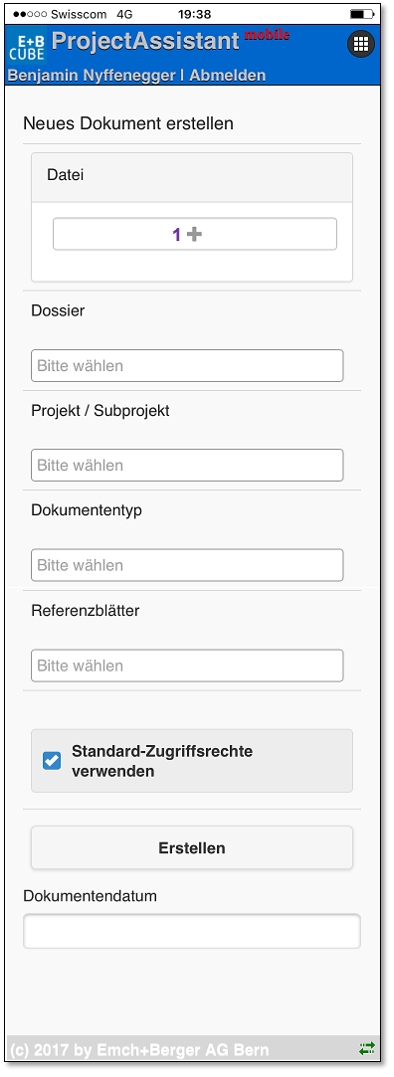 Swisscom 4G 19:38
E+B
CUBE
ProjectAssistant mobile
Benjamin Nyffenegger | Abmelden
Neues Dokument erstellen
Datei
1
Dossier
Bitte wählen
Projekt / Subprojekt
Bitte wählen
Dokumententyp
Bitte wählen
Referenzblätter
Bitte wählen
Standard-Zugriffsrechte
verwenden
Erstellen
Dokumentendatum
(c) 2017 by Emch+Berger AG Bern